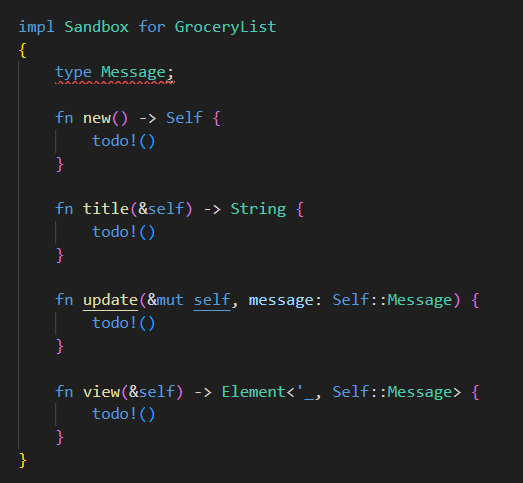 impl Sandbox for GroceryList
{
    type Message;

    fn new() -> Self {
        todo!()
    }

    fn title(&self) -> String {
        todo!()
    }

    fn update(&mut self, message: Self::Message) {
        todo!()
    }

    fn view(&self) -> Element<'_, Self::Message> {
        todo!()
    }
}